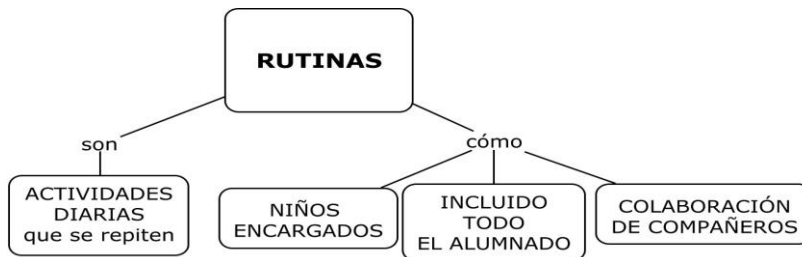 RUTINAS
son
cómo
ACTIVIDADES
DIARIAS
que se repiten
NIÑOS
ENCARGADOS
INCLUIDO
TODO
EL ALUMNADO
COLABORACIÓN
DE COMPAÑEROS